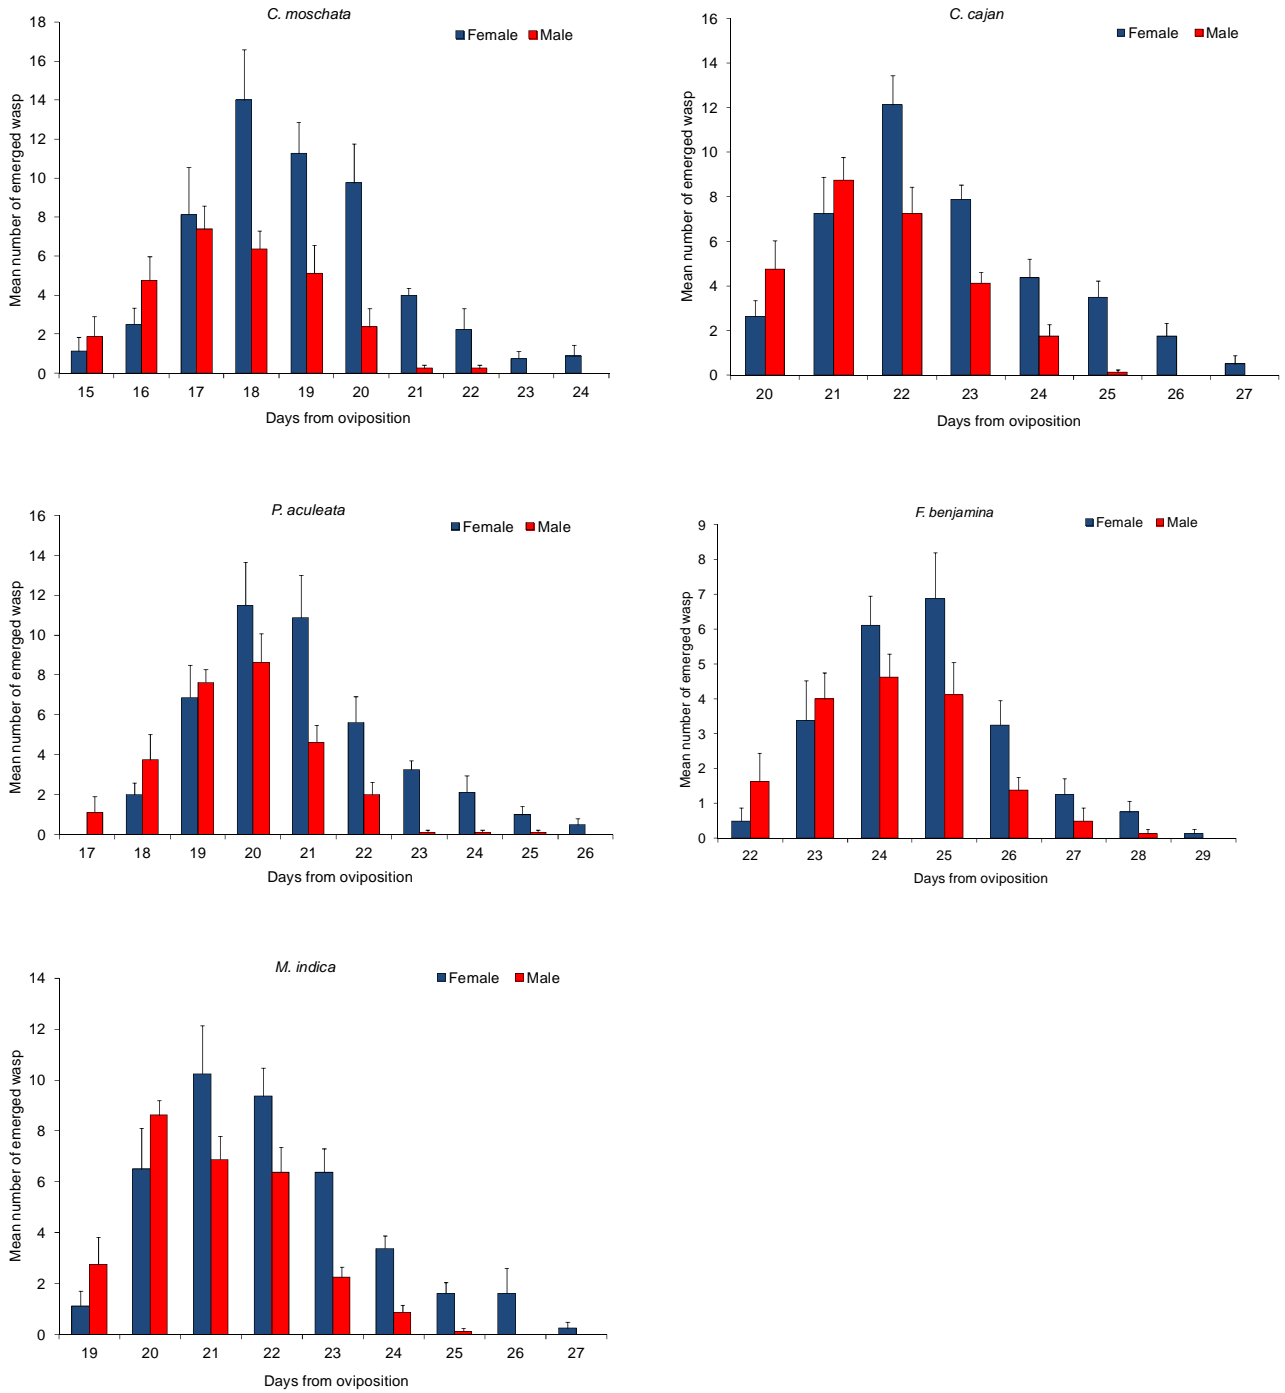 C. moschata
Female Male
Mean number of emerged wasp
18
16
14
12
10
8
6
4
2
0
15 16 17 18 19 20 21 22 23 24
Days from oviposition
C. cajan
Female Male
Mean number of emerged wasp
16
14
12
10
8
6
4
2
0
20 21 22 23 24 25 26 27
Days from oviposition
P. aculeata
Female Male
Mean number of emerged wasp
16
14
12
10
8
6
4
2
0
17 18 19 20 21 22 23 24 25 26
Days from oviposition
F. benjamina
Female Male
Mean number of emerged wasp
9
8
7
6
5
4
3
2
1
0
22 23 24 25 26 27 28 29
Days from oviposition
M. indica
Female Male
Mean number of emerged wasp
14
12
10
8
6
4
2
0
19 20 21 22 23 24 25 26 27
Days from oviposition